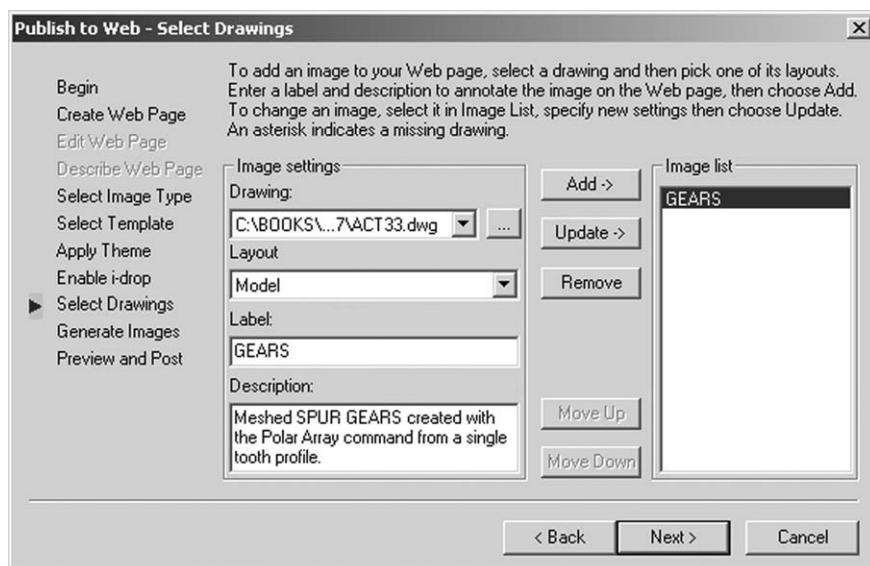 Publish to Web - Select Drawings
To add an image to your Web page, select a drawing and then pick one of its layouts.
Enter a label and description to annotate the image on the Web page, then choose Add.
To change an image, select it in Image List, specify new settings then choose Update.
An asterisk indicates a missing drawing.
Begin
Create Web Page
Edit Web Page
Describe Web Page
Select Image Type
Select Template
Apply Theme
Enable i-drop
Select Drawings
Generate Images
Preview and Post
Image settings
Drawing:
C:\BOOKS\...7\ACT33.dwg
...
Layout
Model
Label:
GEARS
Description:
Meshed SPUR GEARS created with
the Polar Array command from a single
tooth profile.
Add ->
Update ->
Remove
Move Up
Move Down
Image list
GEARS
< Back
Next >
Cancel